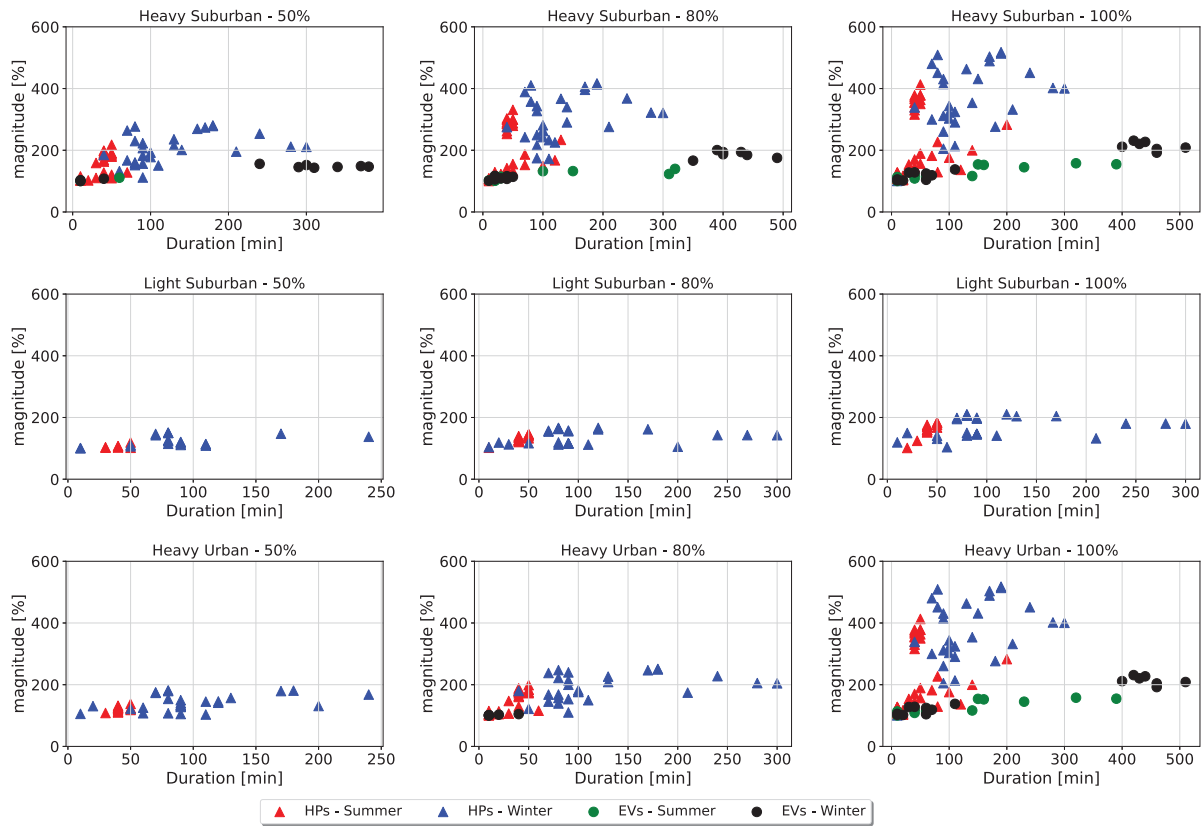 Heavy Suburban - 50%
Heavy Suburban - 80%
Heavy Suburban - 100%
magnitude [%]
600
400
200
0
0
100
200
300
Duration [min]
magnitude [%]
600
400
200
0
0
100
200
300
400
500
Duration [min]
magnitude [%]
600
400
200
0
0
100
200
300
400
500
Duration [min]
Light Suburban - 50%
Light Suburban - 80%
Light Suburban - 100%
magnitude [%]
600
400
200
0
0
50
100
150
200
250
Duration [min]
magnitude [%]
600
400
200
0
0
50
100
150
200
250
300
Duration [min]
magnitude [%]
600
400
200
0
0
50
100
150
200
250
300
Duration [min]
Heavy Urban - 50%
Heavy Urban - 80%
Heavy Urban - 100%
magnitude [%]
600
400
200
0
0
50
100
150
200
250
Duration [min]
magnitude [%]
600
400
200
0
0
50
100
150
200
250
300
Duration [min]
magnitude [%]
600
400
200
0
0
100
200
300
400
500
Duration [min]
HPs - Summer
HPs - Winter
EVs - Summer
EVs - Winter